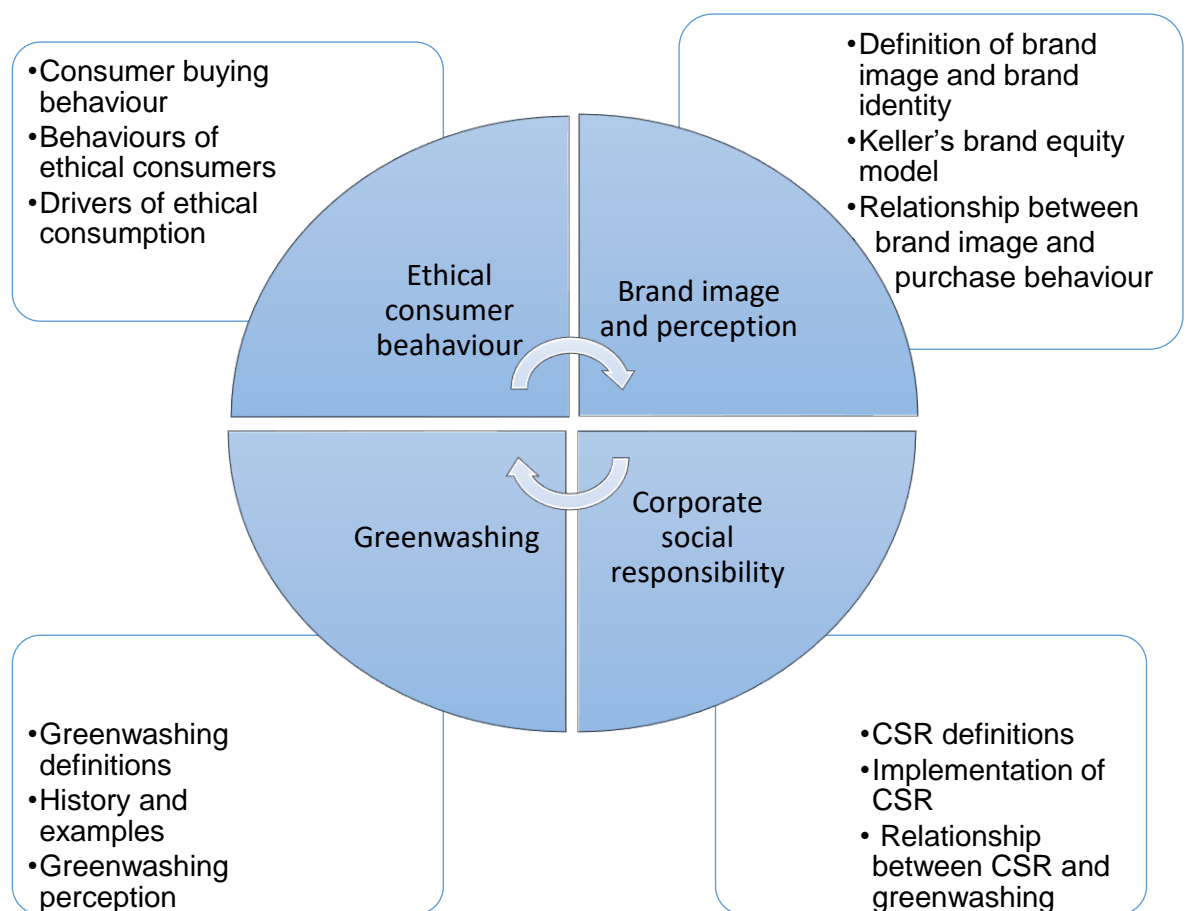 •Consumer buying
behaviour
•Behaviours of
ethical consumers
•Drivers of ethical
consumption
•Definition of brand
image and brand
identity
•Keller’s brand equity
model
•Relationship between
brand image and
purchase behaviour
Ethical
consumer
beahaviour
Brand image
and perception
Greenwashing
Corporate
social
responsibility
•Greenwashing
definitions
•History and
examples
•Greenwashing
perception
•CSR definitions
•Implementation of
CSR
• Relationship
between CSR and
greenwashing